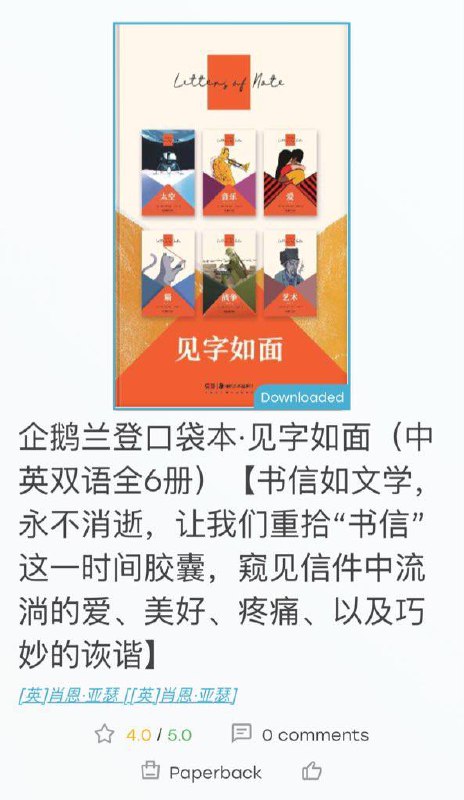 Letters of Note
太空
音乐
爱
猫
战争
艺术
见字如面
Downloaded
企鹅兰登口袋本·见字如面（中
英双语全6册）【书信如文学，
永不消逝，让我们重拾“书信”
这一时间胶囊，窥见信件中流
淌的爱、美好、疼痛、以及巧
妙的诙谐】
[英]肖恩·亚瑟 [[英]肖恩·亚瑟]
4.0 / 5.0
0 comments
Paperback